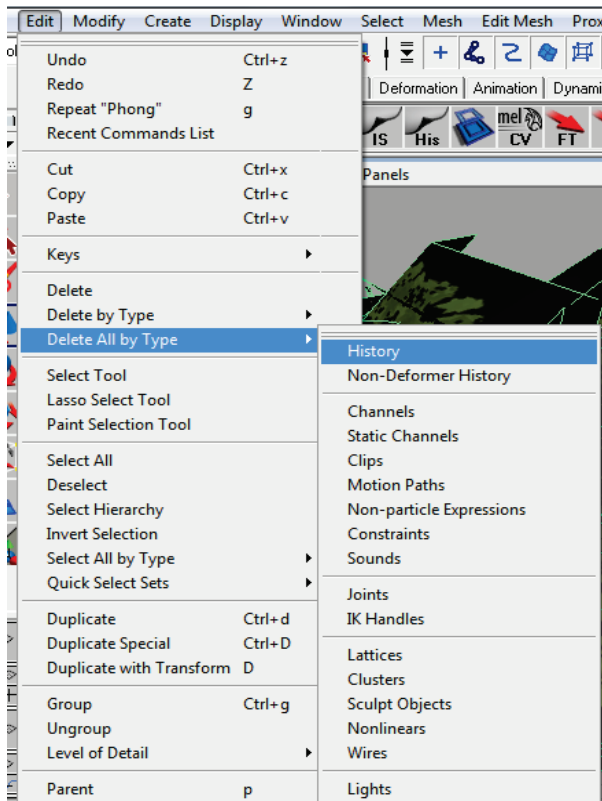 Edit Modify Create Display Window Select Mesh Edit Mesh Prox
Deformation Animation Dynami
IS His mel CV FT
Panels
Undo Ctrl+z
Redo Z
Repeat "Phong" g
Recent Commands List
Cut Ctrl+x
Copy Ctrl+c
Paste Ctrl+v
Keys
Delete
Delete by Type
Delete All by Type
Select Tool
Lasso Select Tool
Paint Selection Tool
Select All
Deselect
Select Hierarchy
Invert Selection
Select All by Type
Quick Select Sets
Duplicate Ctrl+d
Duplicate Special Ctrl+D
Duplicate with Transform D
Group Ctrl+g
Ungroup
Level of Detail
Parent p
History
Non-Deformer History
Channels
Static Channels
Clips
Motion Paths
Non-particle Expressions
Constraints
Sounds
Joints
IK Handles
Lattices
Clusters
Sculpt Objects
Nonlinears
Wires
Lights